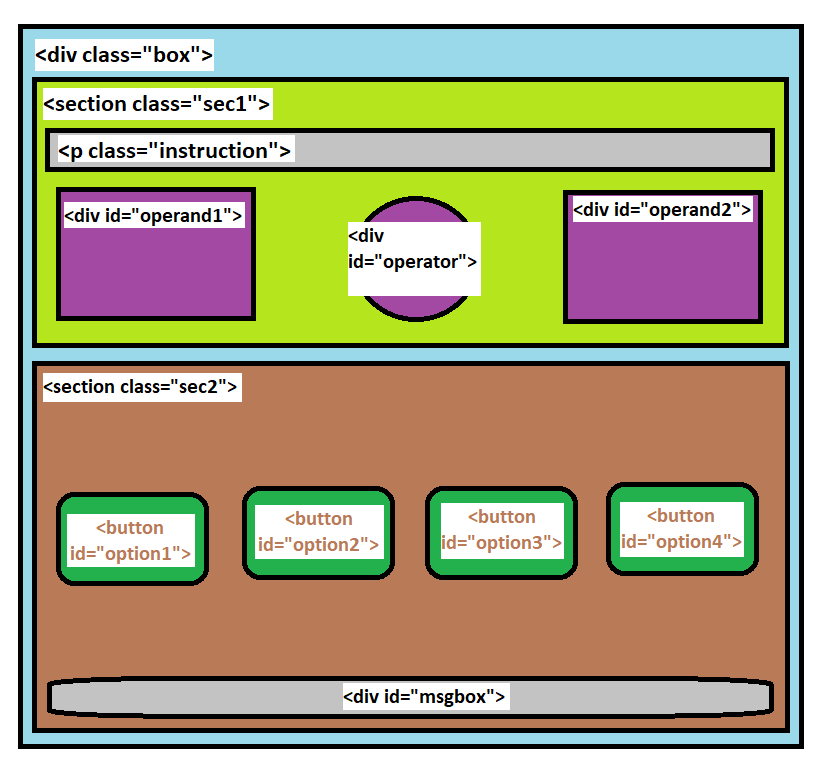 <div class="box">
<section class="sec1">
<p class="instruction">
<div id="operand1">
<div
id="operator">
<div id="operand2">
<section class="sec2">
<button
id="option1">
<button
id="option2">
<button
id="option3">
<button
id="option4">
<div id="msgbox">